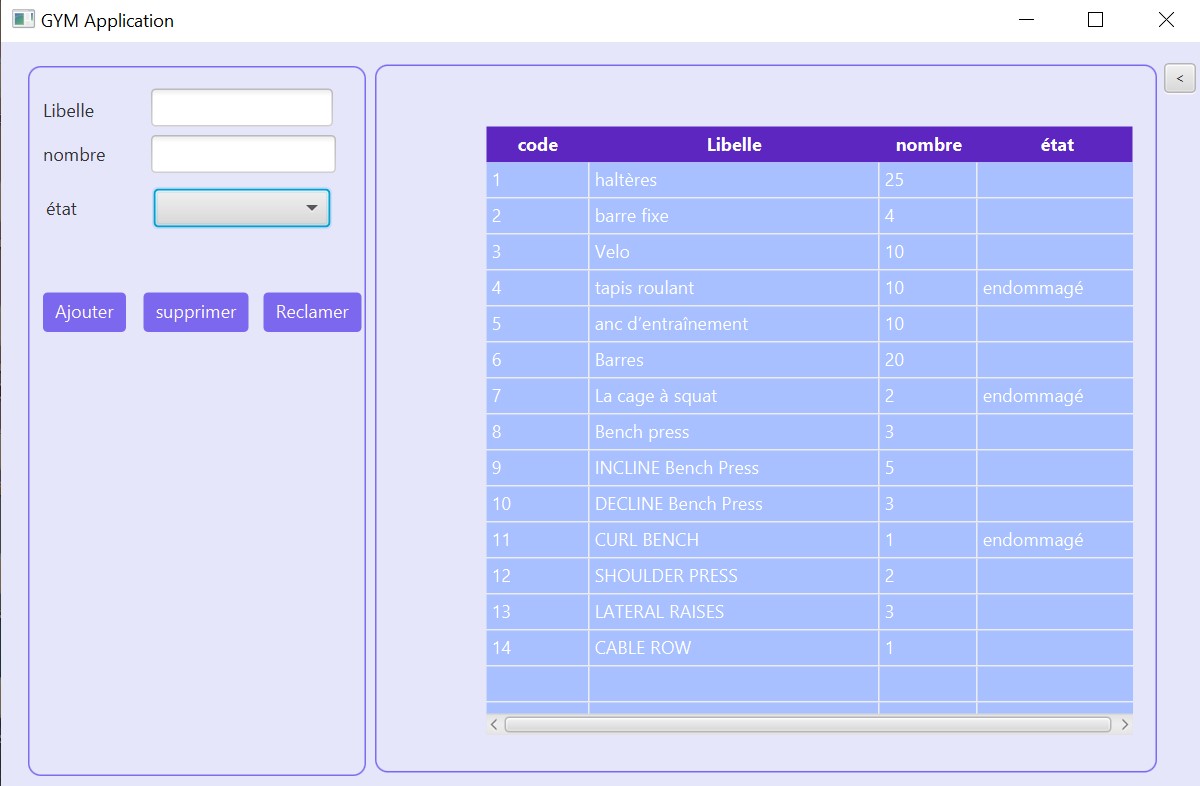 GYM Application
<
Libelle
nombre
état
Ajouter supprimer Reclamer
code Libelle nombre état
1 haltères 25
2 barre fixe 4
3 Velo 10
4 tapis roulant 10 endommagé
5 anc d’entraînement 10
6 Barres 20
7 La cage à squat 2 endommagé
8 Bench press 3
9 INCLINE Bench Press 5
10 DECLINE Bench Press 3
11 CURL BENCH 1 endommagé
12 SHOULDER PRESS 2
13 LATERAL RAISES 3
14 CABLE ROW 1